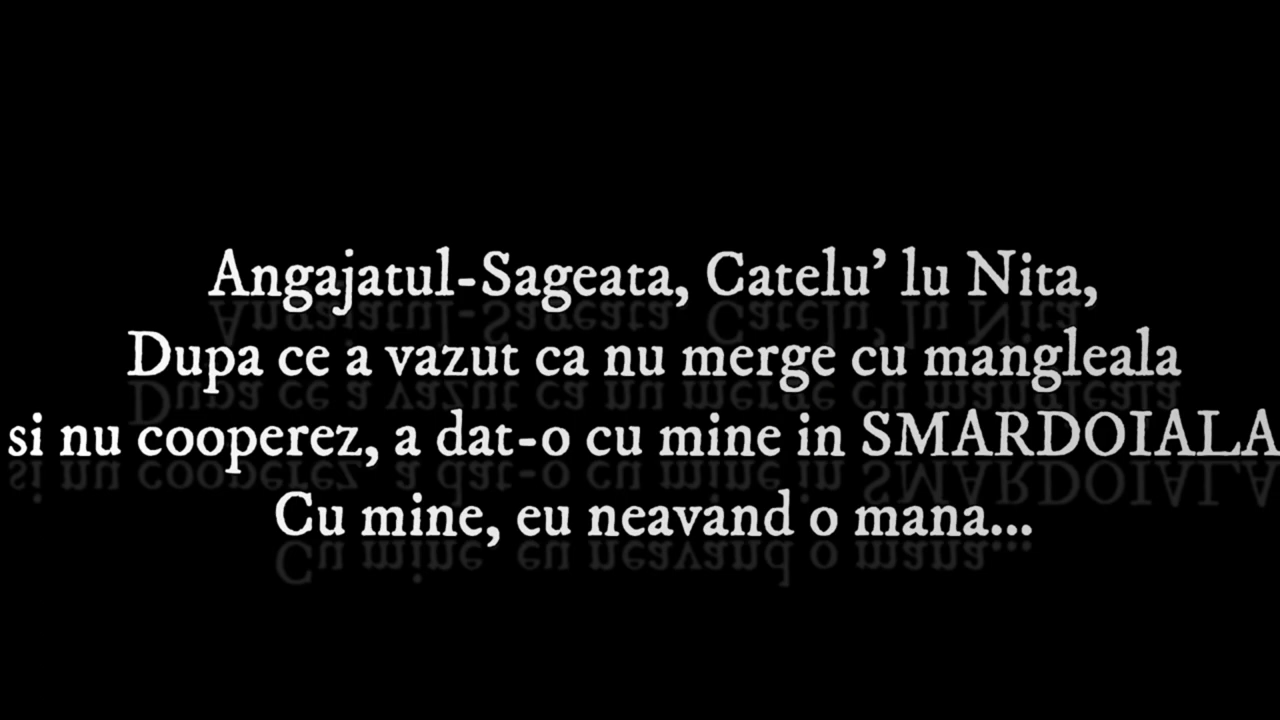 Angajatul-Sageata, Catelu’ lu Nita,
Dupa ce a vazut ca nu merge cu mangleala
si nu cooperez, a dat-o cu mine in SMARDOIALA
Cu mine, eu neavand o mana...